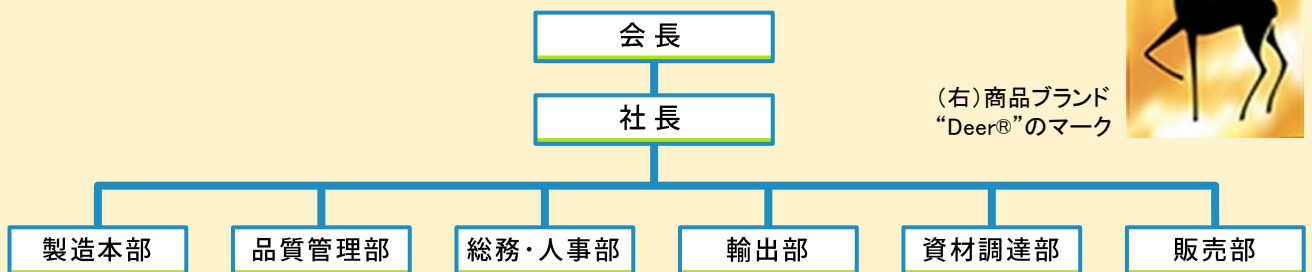 会長
社長
(右)商品ブランド
“Deer®”のマーク
製造本部
品質管理部
総務・人事部
輸出部
資材調達部
販売部